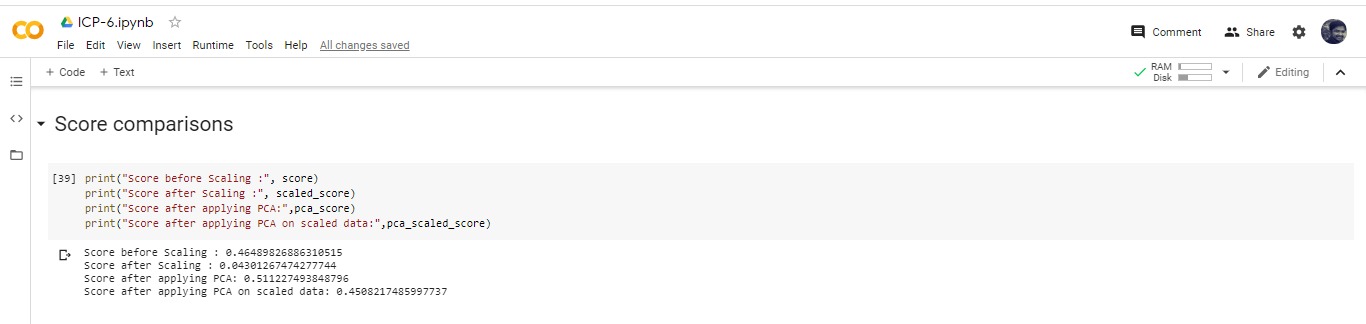 ICP-6.ipynb
File Edit View Insert Runtime Tools Help All changes saved
Comment Share
+ Code + Text
RAM
Disk
Editing
Score comparisons
[39] print("Score before Scaling :", score)
print("Score after Scaling :", scaled_score)
print("Score after applying PCA:",pca_score)
print("Score after applying PCA on scaled data:",pca_scaled_score)
Score before Scaling : 0.46489826886310515
Score after Scaling : 0.04301267474277744
Score after applying PCA: 0.511227493848796
Score after applying PCA on scaled data: 0.4508217485997737